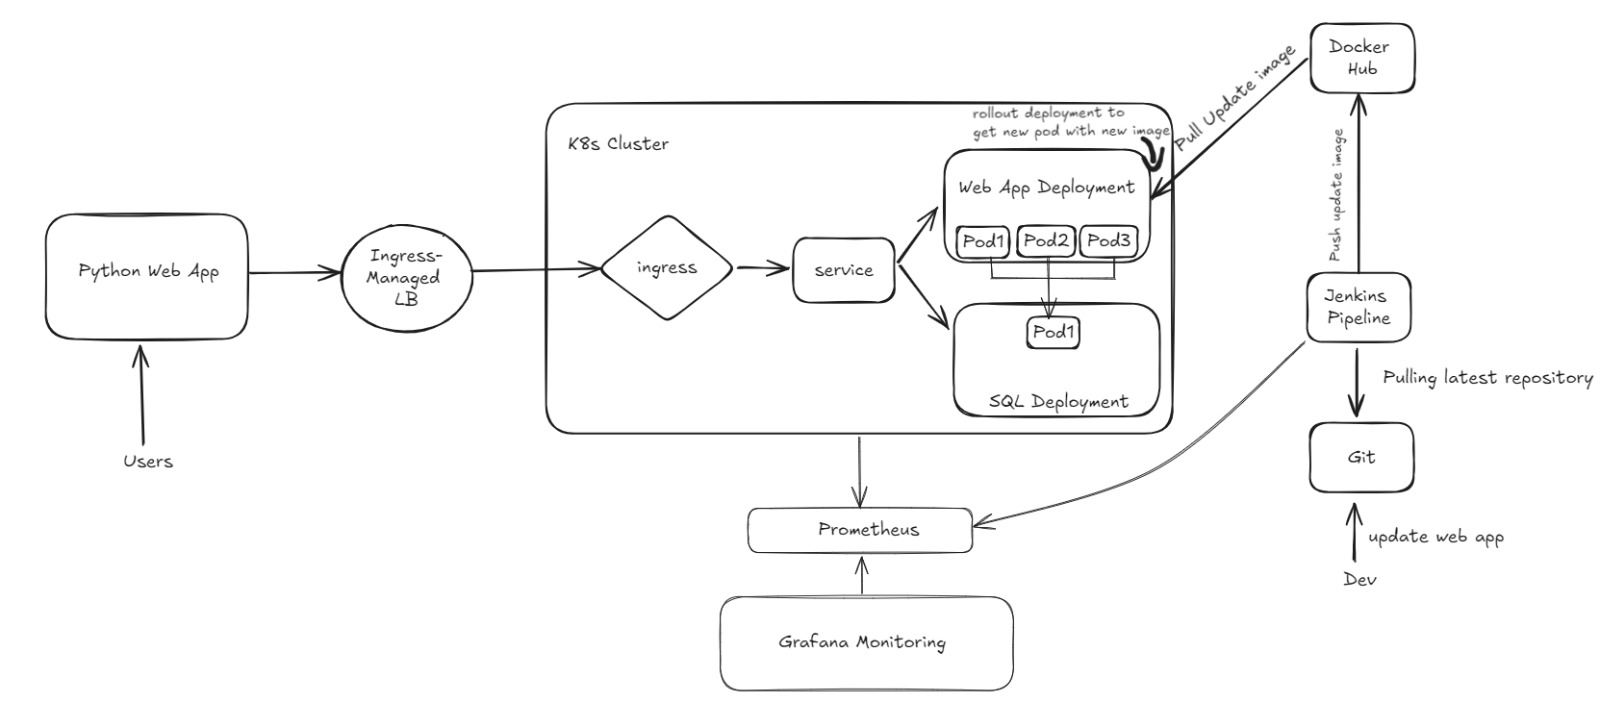 Docker
Hub
Pull Update image
rollout deployment to
get new pod with new image
K8s Cluster
Push update image
Web App Deployment
Pod1
Pod2
Pod3
Python Web App
Ingress-
Managed
LB
ingress
service
Jenkins
Pipeline
Pod1
SQL Deployment
Pulling latest repository
Users
Git
Prometheus
update web app
Dev
Grafana Monitoring